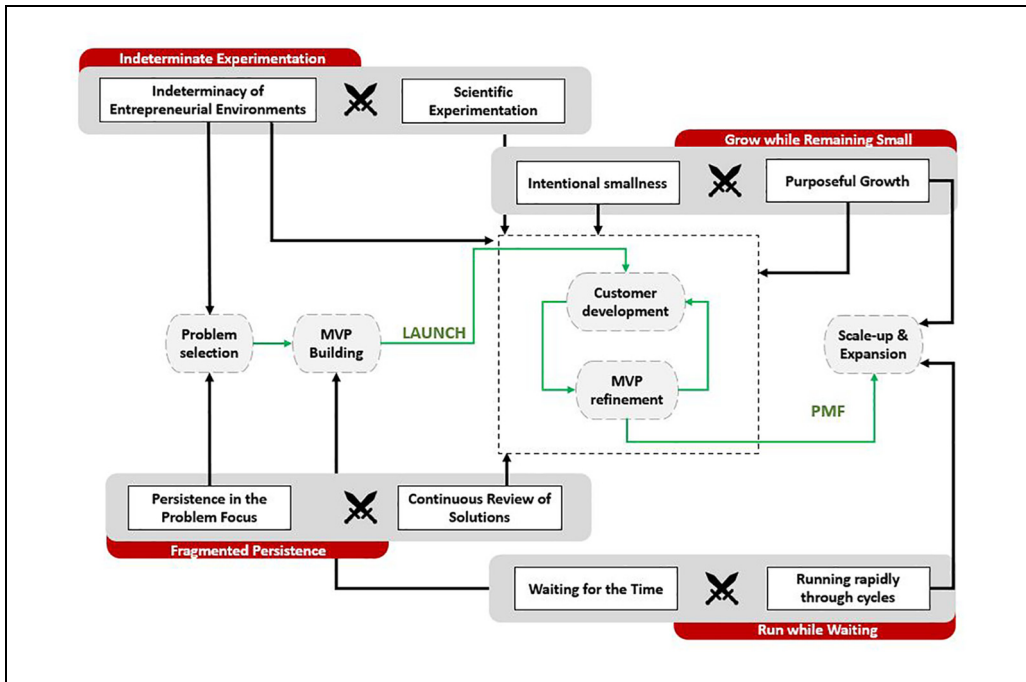 Indeterminate Experimentation
Indeterminacy of
Entrepreneurial Environments
Scientific
Experimentation
Grow while Remaining Small
Intentional smallness
Purposeful Growth
Customer
development
Problem
selection
MVP
Building
LAUNCH
Scale-up &
Expansion
MVP
refinement
PMF
Persistence in the
Problem Focus
Continuous Review of
Solutions
Fragmented Persistence
Waiting for the Time
Running rapidly
through cycles
Run while Waiting